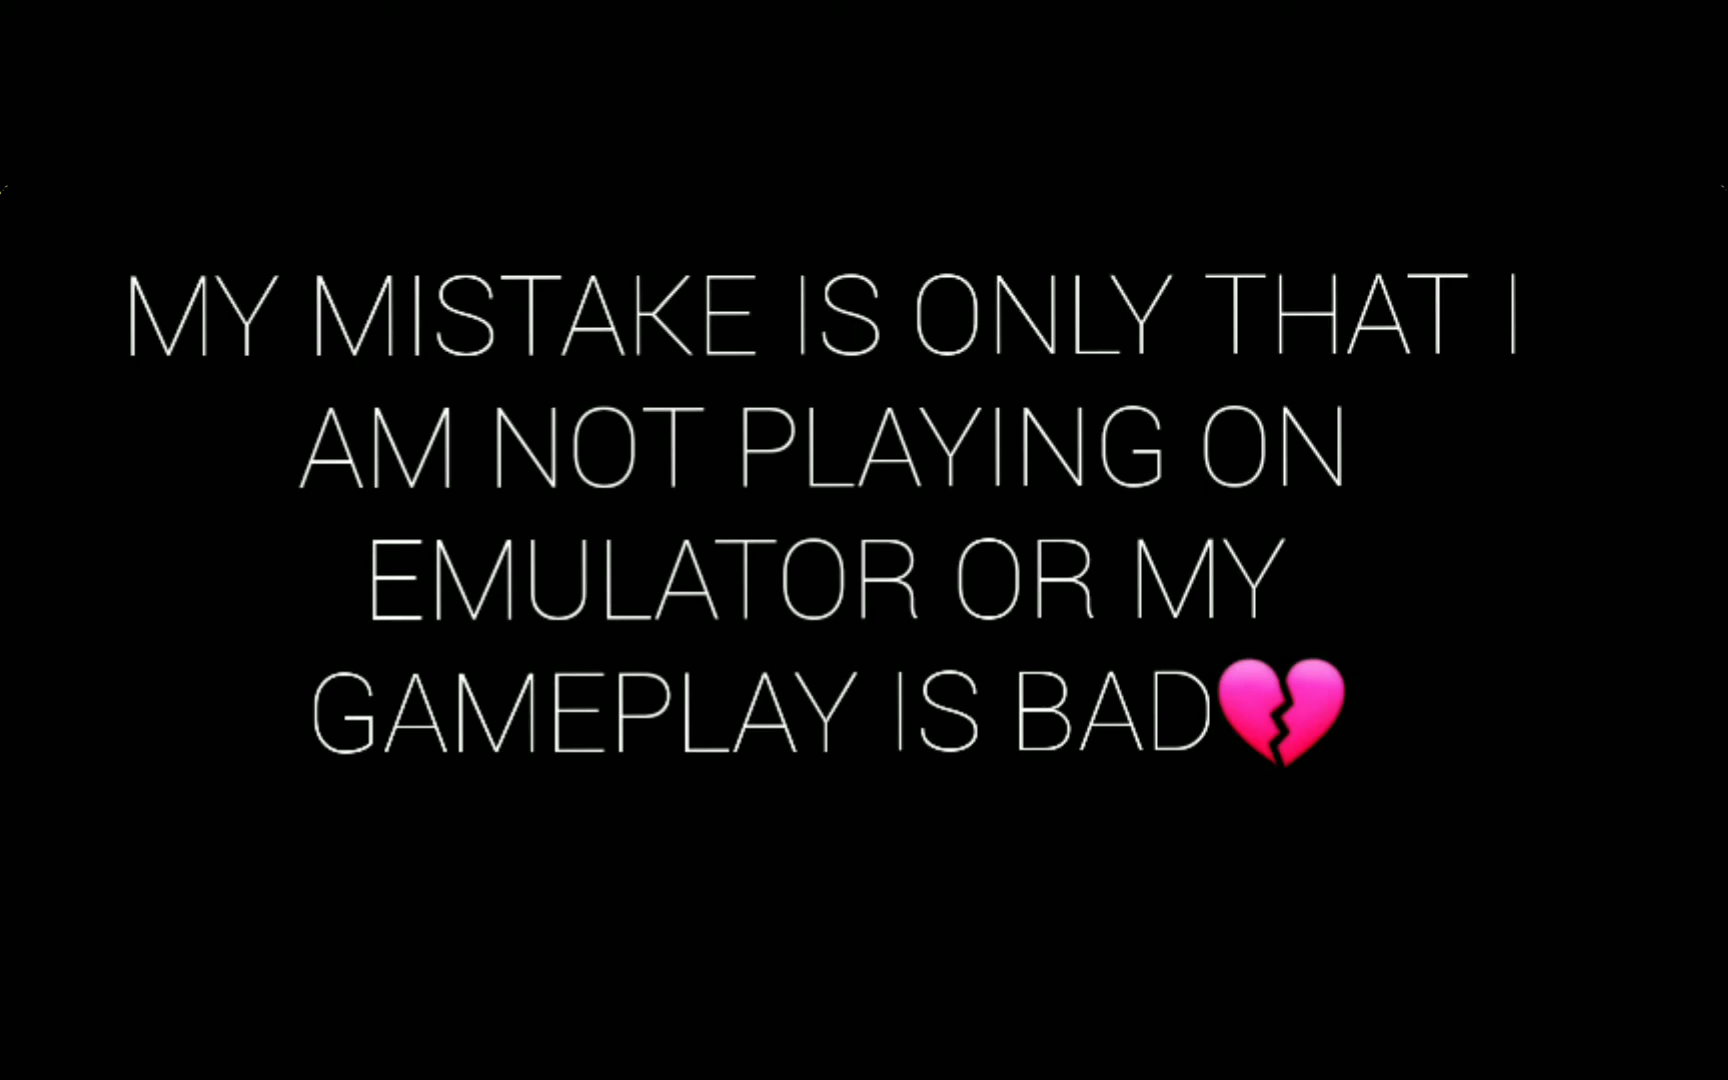 MY MISTAKE IS ONLY THAT I
AM NOT PLAYING ON
EMULATOR OR MY
GAMEPLAY IS BAD💔